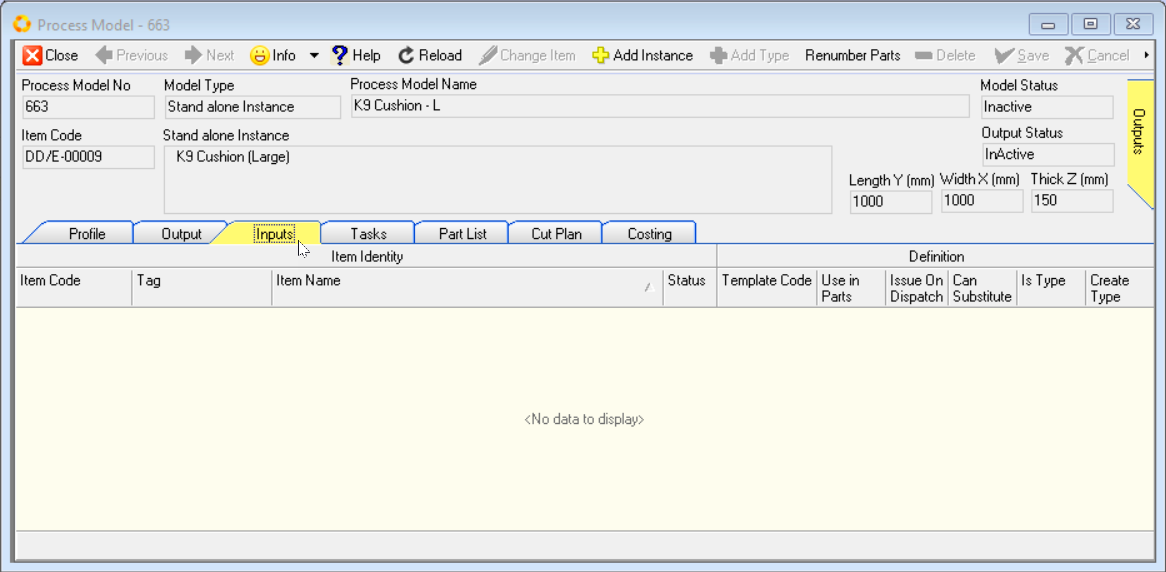 Process Model - 663
Close Previous Next Info Help Reload Change Item Add Instance Add Type Renumber Parts Delete Save Cancel
Process Model No Model Type Process Model Name Model Status
663 Stand alone Instance K9 Cushion - L Inactive
Item Code Stand alone Instance Output Status
DD/E-00009 K9 Cushion (Large) InActive
Length Y (mm) Width X (mm) Thick Z (mm)
1000 1000 150
Outputs
Profile Output Inputs Tasks Part List Cut Plan Costing
Item Identity Definition
Item Code Tag Item Name Status Template Code Use in Issue On Can Is Type Create
Parts Dispatch Substitute Type
<No data to display>